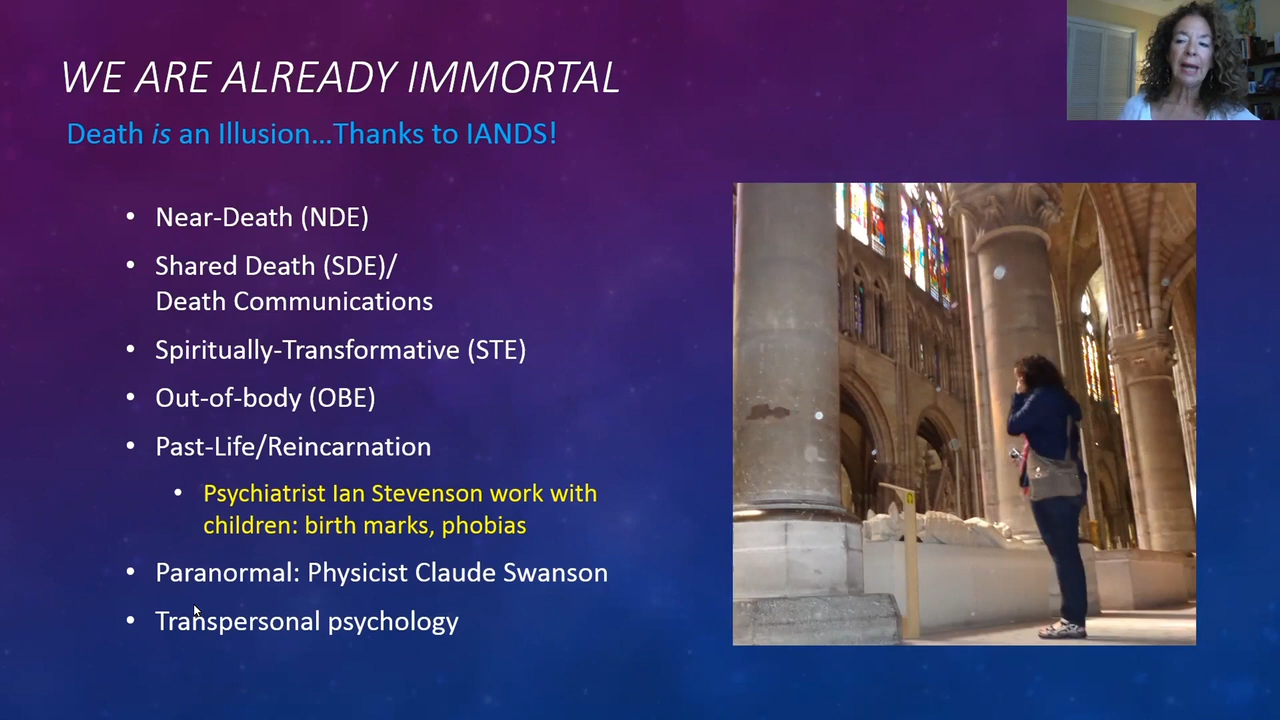 WE ARE ALREADY IMMORTAL
Death is an Illusion…Thanks to IANDS!
• Near-Death (NDE)
• Shared Death (SDE)/
Death Communications
• Spiritually-Transformative (STE)
• Out-of-body (OBE)
• Past-Life/Reincarnation
• Psychiatrist Ian Stevenson work with
children: birth marks, phobias
• Paranormal: Physicist Claude Swanson
• Transpersonal psychology